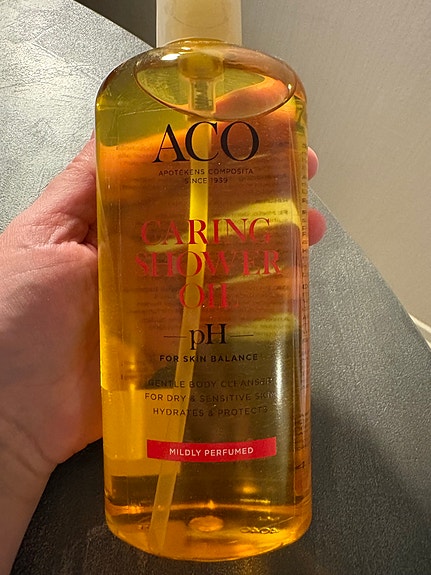 ACO
APOTEKENS COMPOSITA
SINCE 1939
CARING
SHOWER
OIL
pH
FOR SKIN BALANCE
GENTLE BODY CLEANSER
FOR DRY & SENSITIVE SKIN
HYDRATES & PROTECTS
MILDLY PERFUMED